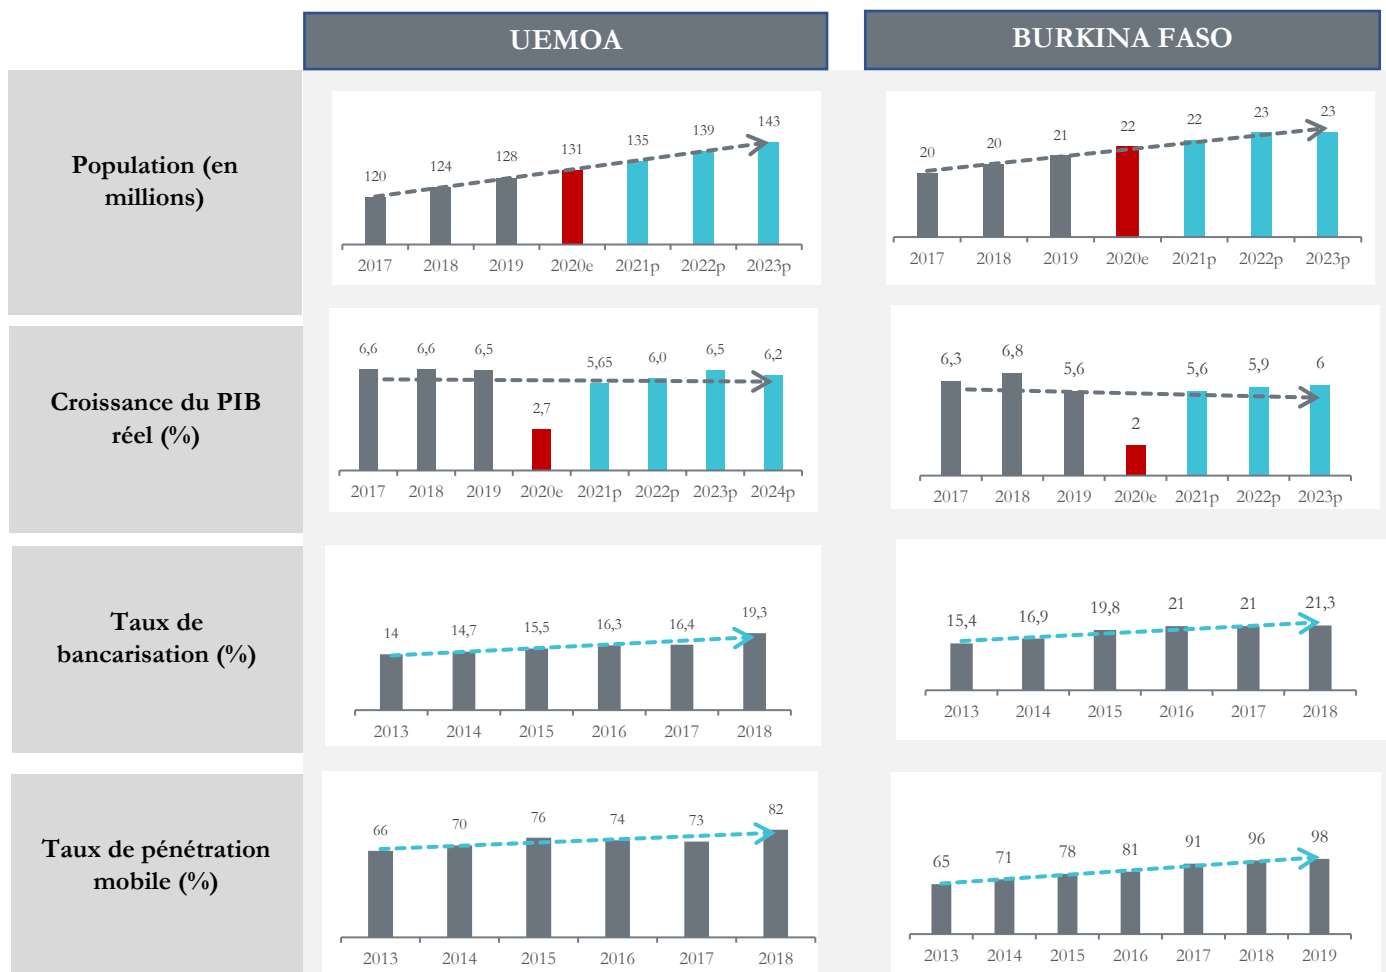 UEMOA
BURKINA FASO
Population (en
millions)
120 124 128 131 135 139 143
2017 2018 2019 2020e 2021p 2022p 2023p
20 20 21 22 22 23 23
2017 2018 2019 2020e 2021p 2022p 2023p
Croissance du PIB
réel (%)
6,6 6,6 6,5 2,7 5,65 6,0 6,5 6,2
2017 2018 2019 2020e 2021p 2022p 2023p 2024p
6,3 6,8 5,6 2 5,6 5,9 6
2017 2018 2019 2020e 2021p 2022p 2023p
Taux de
bancarisation (%)
14 14,7 15,5 16,3 16,4 19,3
2013 2014 2015 2016 2017 2018
15,4 16,9 19,8 21 21 21,3
2013 2014 2015 2016 2017 2018
Taux de pénétration
mobile (%)
66 70 76 74 73 82
2013 2014 2015 2016 2017 2018
65 71 78 81 91 96 98
2013 2014 2015 2016 2017 2018 2019